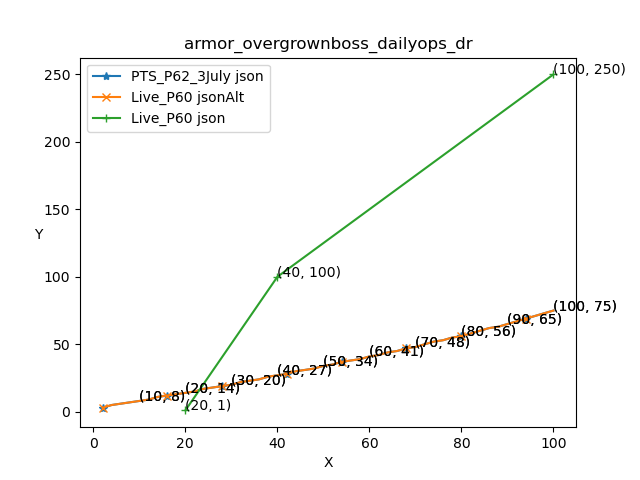 armor_overgrownboss_dailyops_dr
PTS_P62_3July json
Live_P60 jsonAlt
Live_P60 json
(100, 250)
(40, 100)
(100, 75)
(90, 65)
(80, 56)
(70, 48)
(60, 41)
(50, 34)
(40, 27)
(30, 20)
(20, 14)
(10, 8)
(20, 1)
Y
250
200
150
100
50
0
0 20 40 60 80 100
X